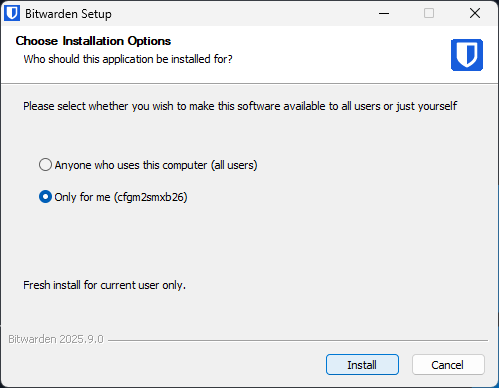 Bitwarden Setup
Choose Installation Options
Who should this application be installed for?
Please select whether you wish to make this software available to all users or just yourself
Anyone who uses this computer (all users)
Only for me (cfgm2smxb26)
Fresh install for current user only.
Bitwarden 2025.9.0
Install
Cancel